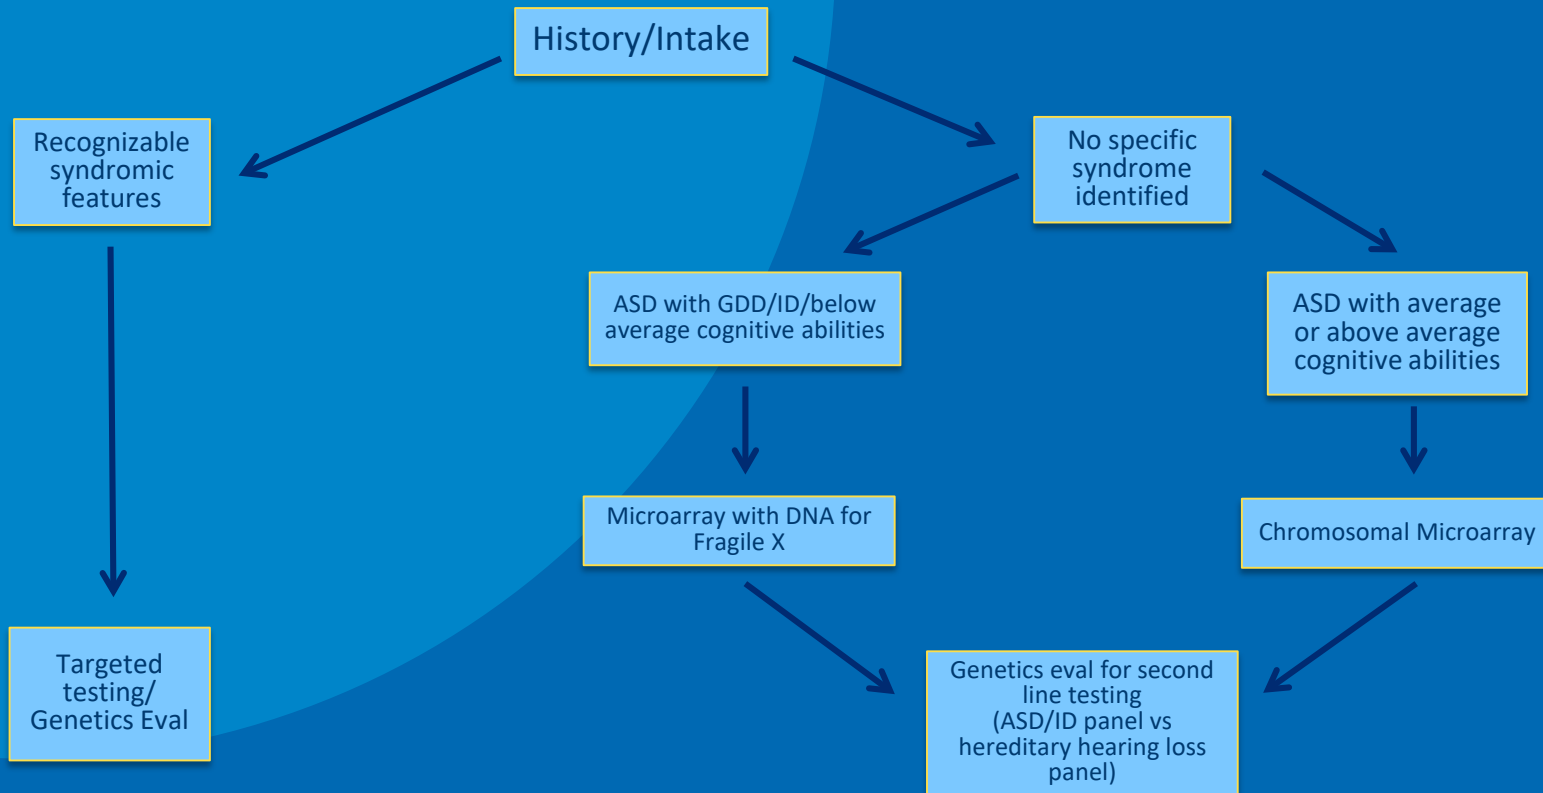 History/Intake
Recognizable
syndromic
features
No specific
syndrome
identified
ASD with GDD/ID/below
average cognitive abilities
ASD with average
or above average
cognitive abilities
Microarray with DNA for
Fragile X
Chromosomal Microarray
Targeted
testing/
Genetics Eval
Genetics eval for second
line testing
(ASD/ID panel vs
hereditary hearing loss
panel)